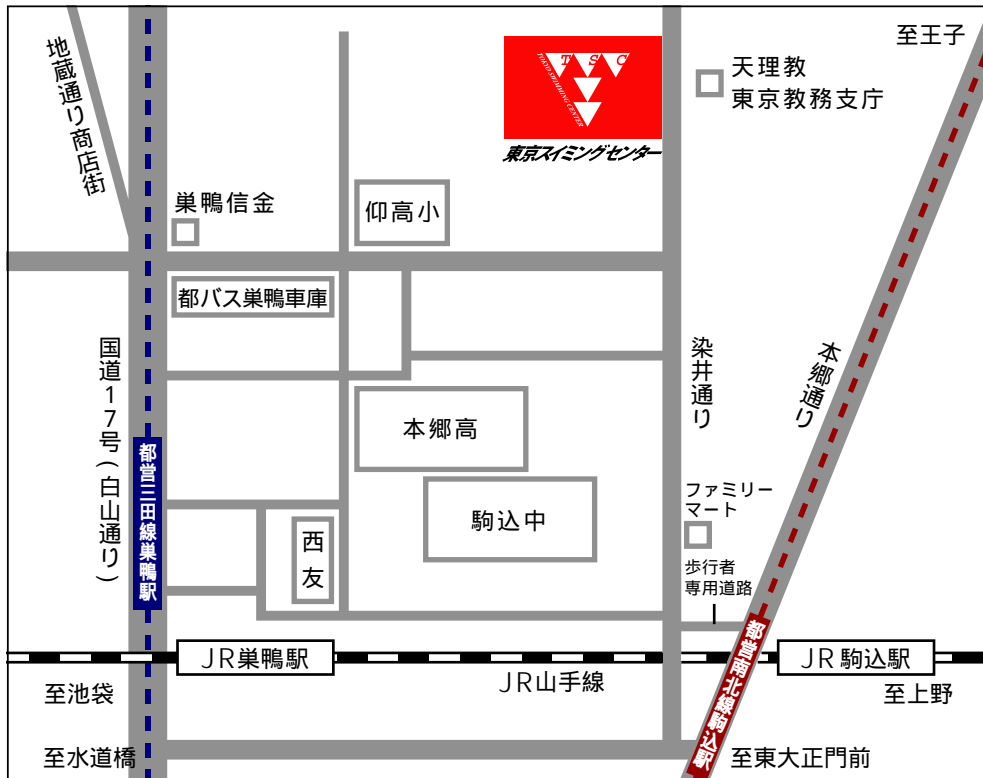 至王子
地蔵通り商店街
TSC
TOKYO SWIMMING CENTER
東京スイミングセンター
天理教
東京教務支庁
巣鴨信金
仰高小
都バス巣鴨車庫
国道17号(白山通り)
染井通り
本郷通り
本郷高
都営三田線巣鴨駅
駒込中
西
友
ファミリー
マート
歩行者
専用道路
都営南北線駒込駅
JR巣鴨駅
JR山手線
JR駒込駅
至池袋
至上野
至水道橋
至東大正門前